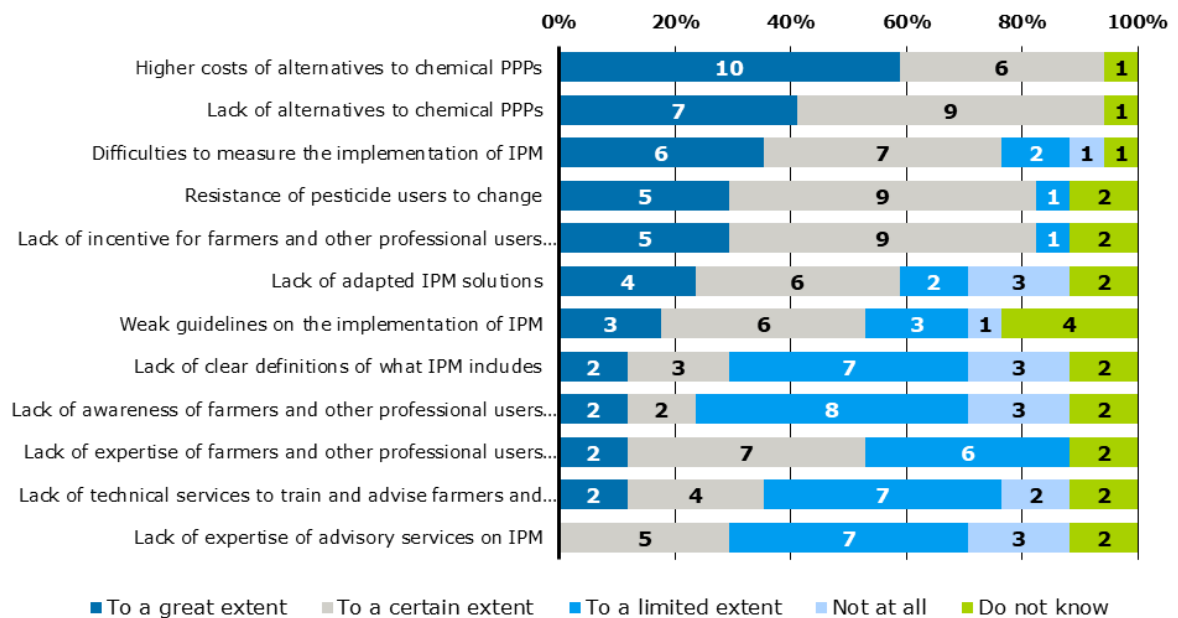 0% 20% 40% 60% 80% 100%
Higher costs of alternatives to chemical PPPs 10 6 1
Lack of alternatives to chemical PPPs 7 9 1
Difficulties to measure the implementation of IPM 6 7 2 1 1
Resistance of pesticide users to change 5 9 1 2
Lack of incentive for farmers and other professional users... 5 9 1 2
Lack of adapted IPM solutions 4 6 2 3 2
Weak guidelines on the implementation of IPM 3 6 3 1 4
Lack of clear definitions of what IPM includes 2 3 7 3 2
Lack of awareness of farmers and other professional users... 2 2 8 3 2
Lack of expertise of farmers and other professional users... 2 7 6 2
Lack of technical services to train and advise farmers and... 2 4 7 2 2
Lack of expertise of advisory services on IPM 5 7 3 2
To a great extent To a certain extent To a limited extent Not at all Do not know